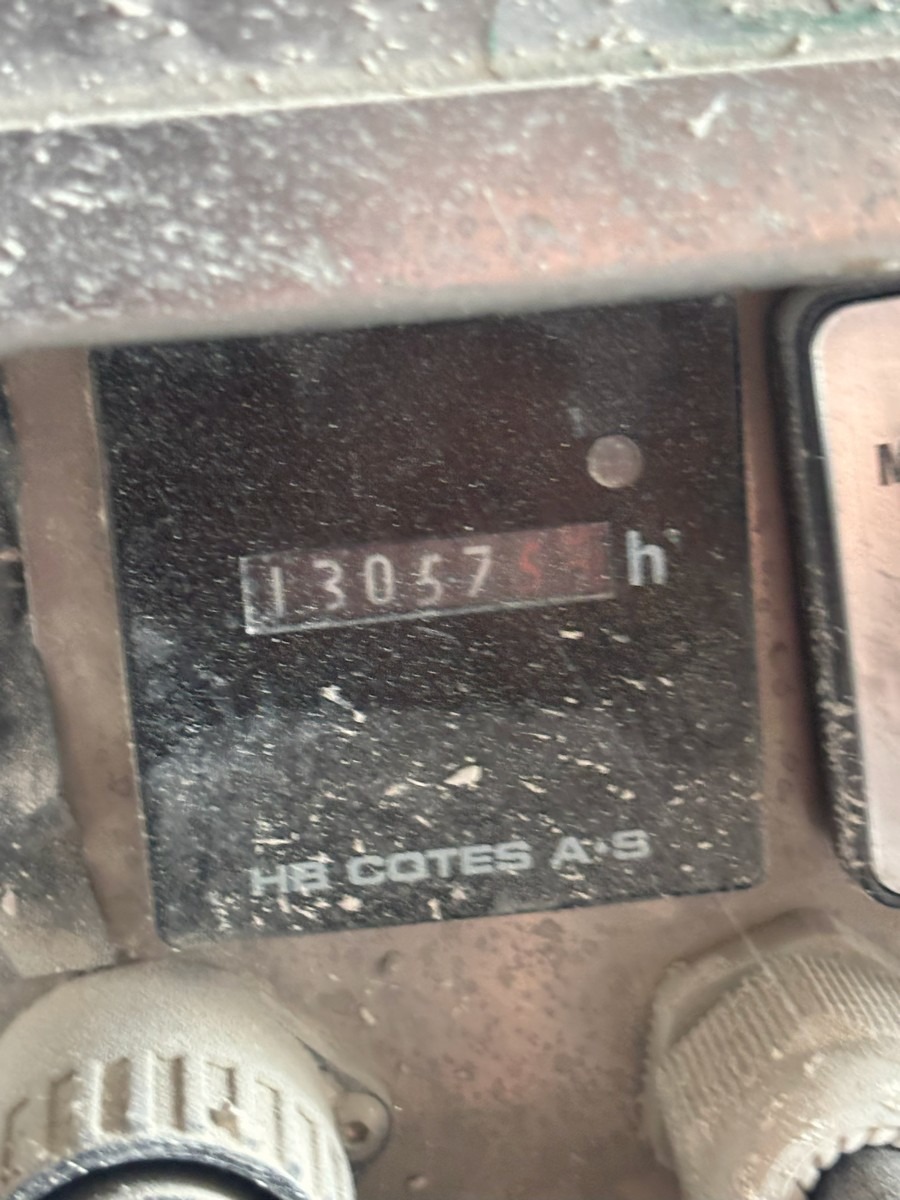 13057 h
HB COTES A·S
M